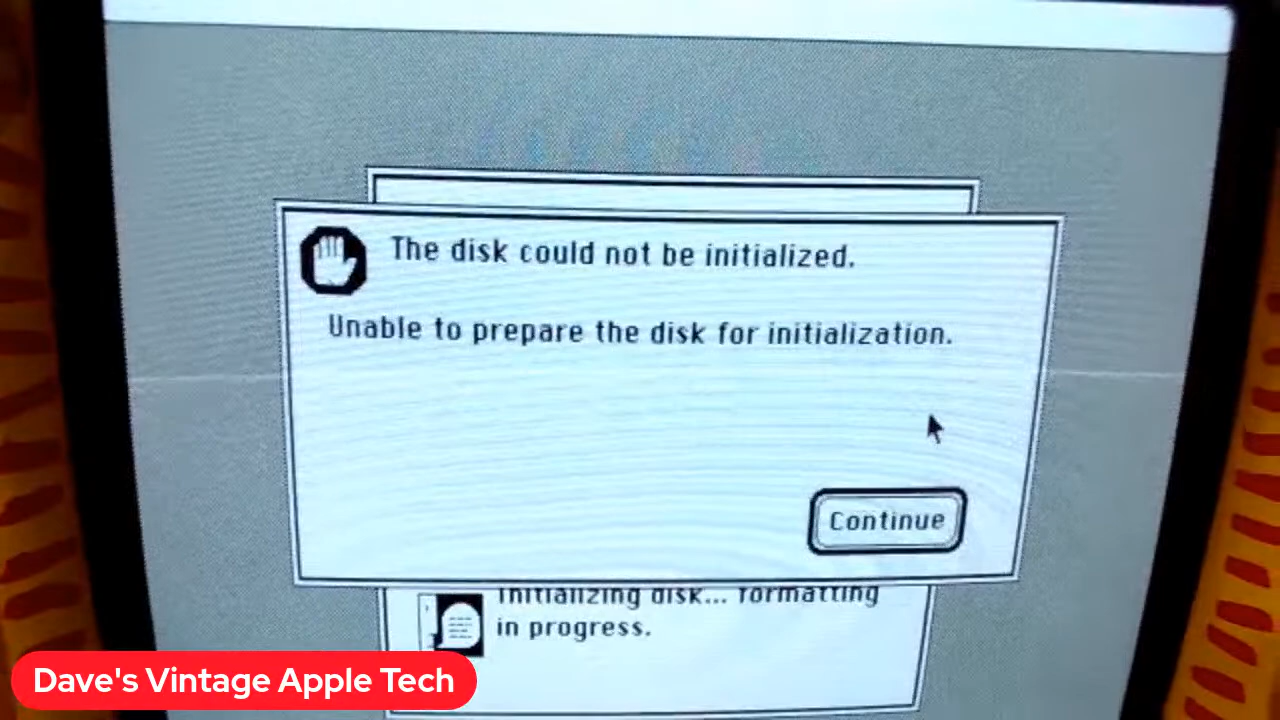 The disk could not be initialized.
Unable to prepare the disk for initialization.
Continue
Initializing disk... formatting
in progress.
Dave's Vintage Apple Tech